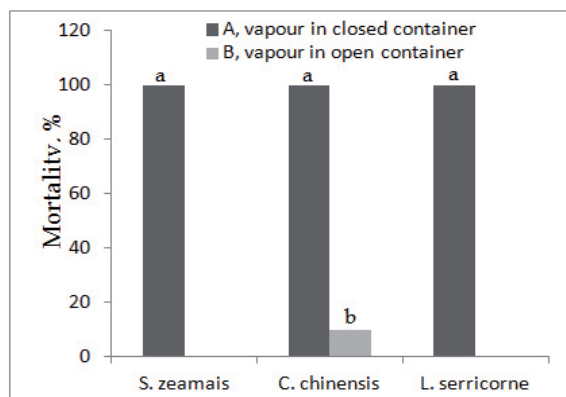 A, vapour in closed container
B, vapour in open container
120
100
80
60
40
20
0
Mortality, %
a
a
a
b
S. zeamais
C. chinensis
L. serricorne